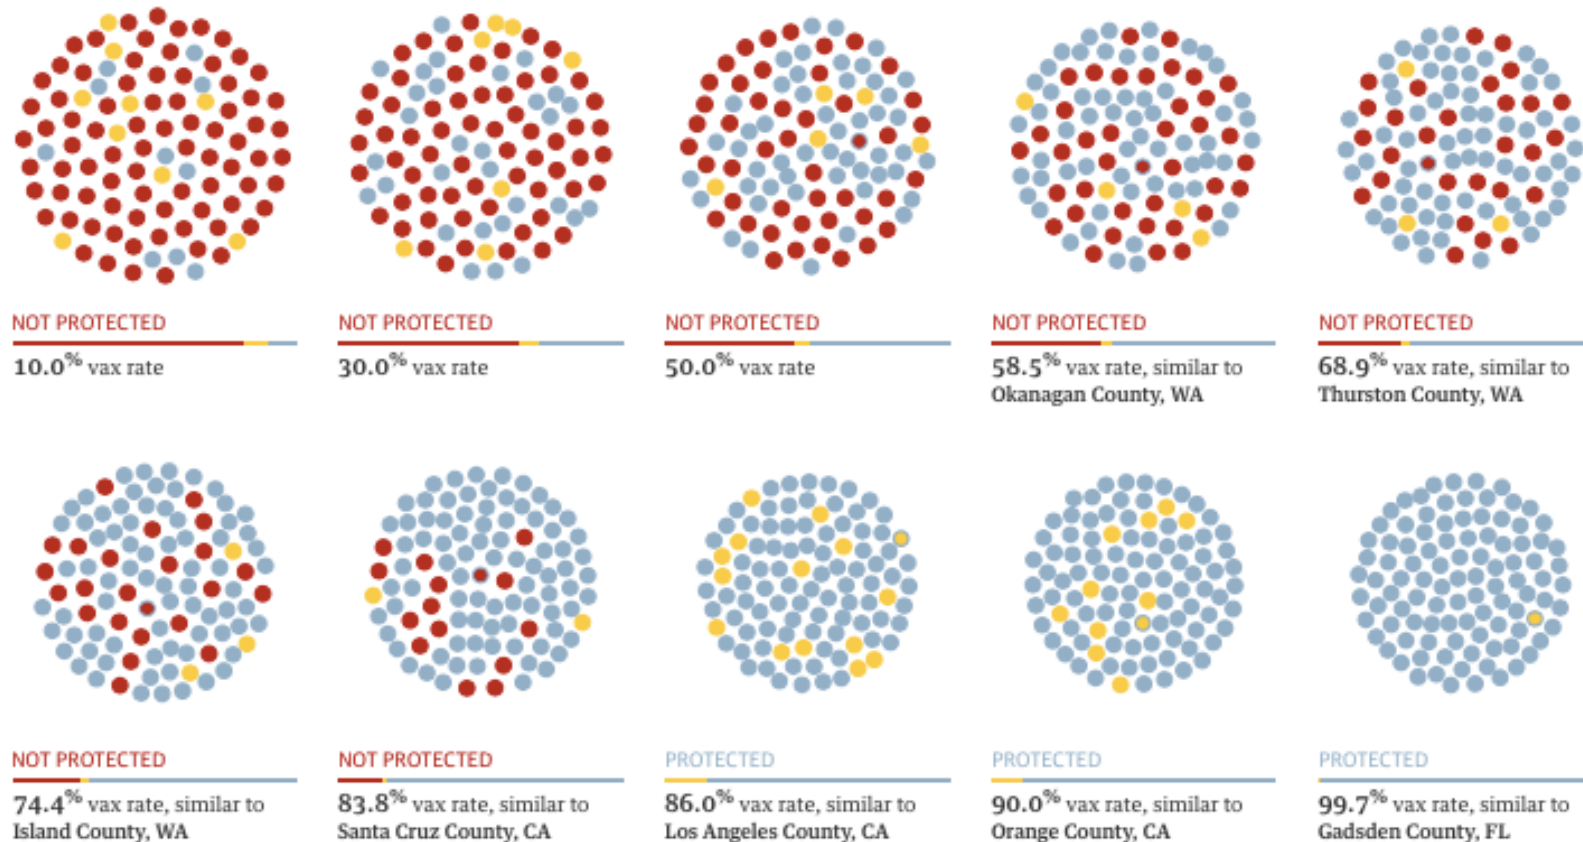 NOT PROTECTED
10.0% vax rate
NOT PROTECTED
30.0% vax rate
NOT PROTECTED
50.0% vax rate
NOT PROTECTED
58.5% vax rate, similar to
Okanagan County, WA
NOT PROTECTED
68.9% vax rate, similar to
Thurston County, WA
NOT PROTECTED
74.4% vax rate, similar to
Island County, WA
NOT PROTECTED
83.8% vax rate, similar to
Santa Cruz County, CA
PROTECTED
86.0% vax rate, similar to
Los Angeles County, CA
PROTECTED
90.0% vax rate, similar to
Orange County, CA
PROTECTED
99.7% vax rate, similar to
Gadsden County, FL